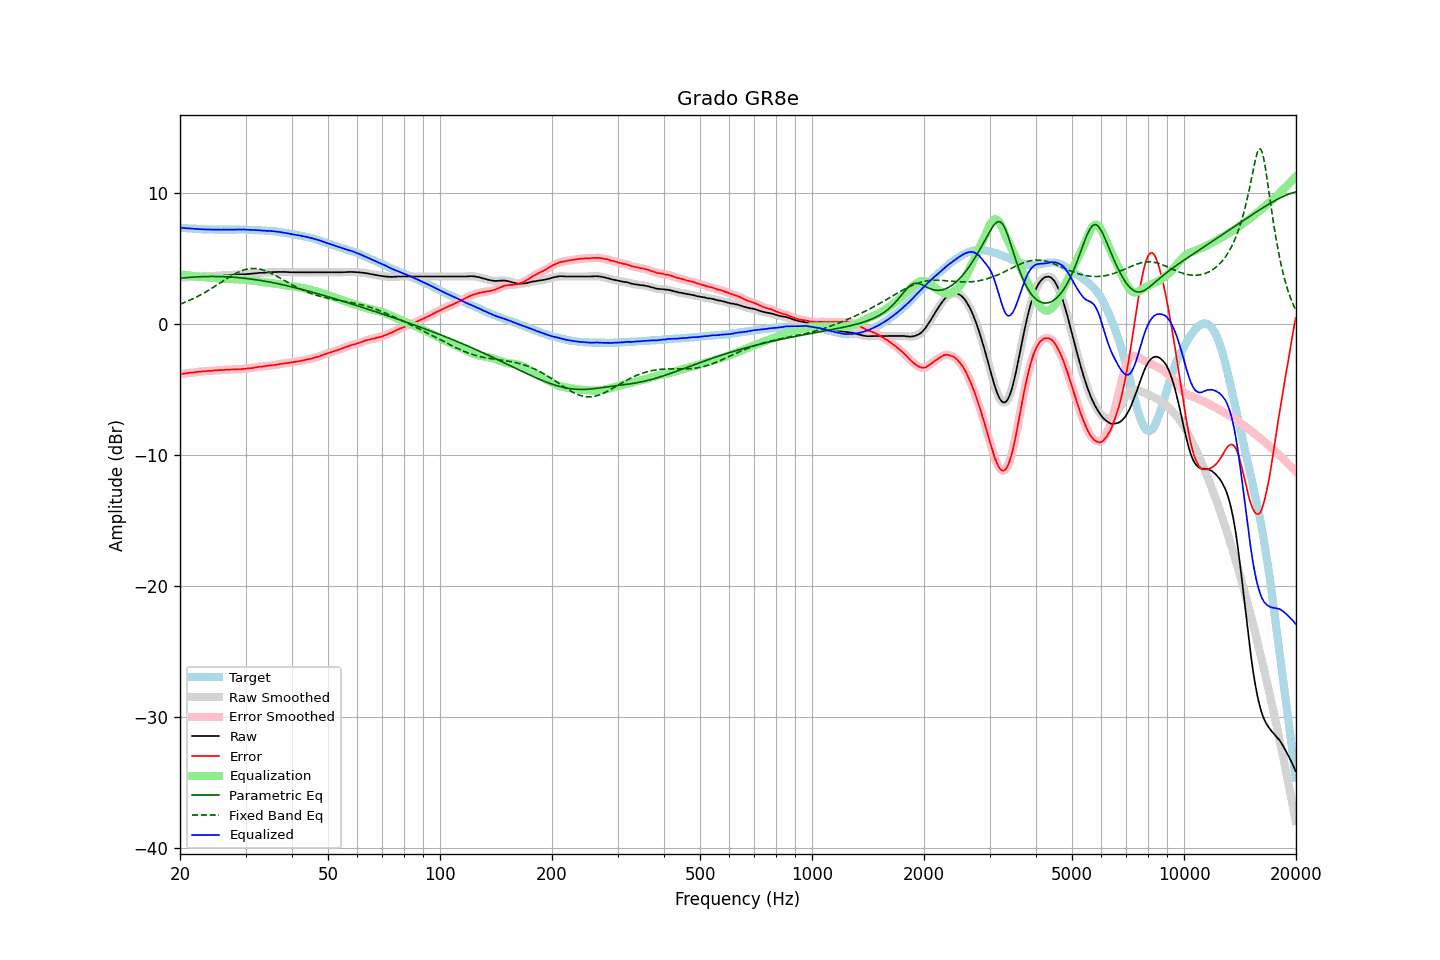 Grado GR8e
Amplitude (dBr)
10
0
−10
−20
−30
−40
Target
Raw Smoothed
Error Smoothed
Raw
Error
Equalization
Parametric Eq
Fixed Band Eq
Equalized
20 50 100 200 500 1000 2000 5000 10000 20000
Frequency (Hz)